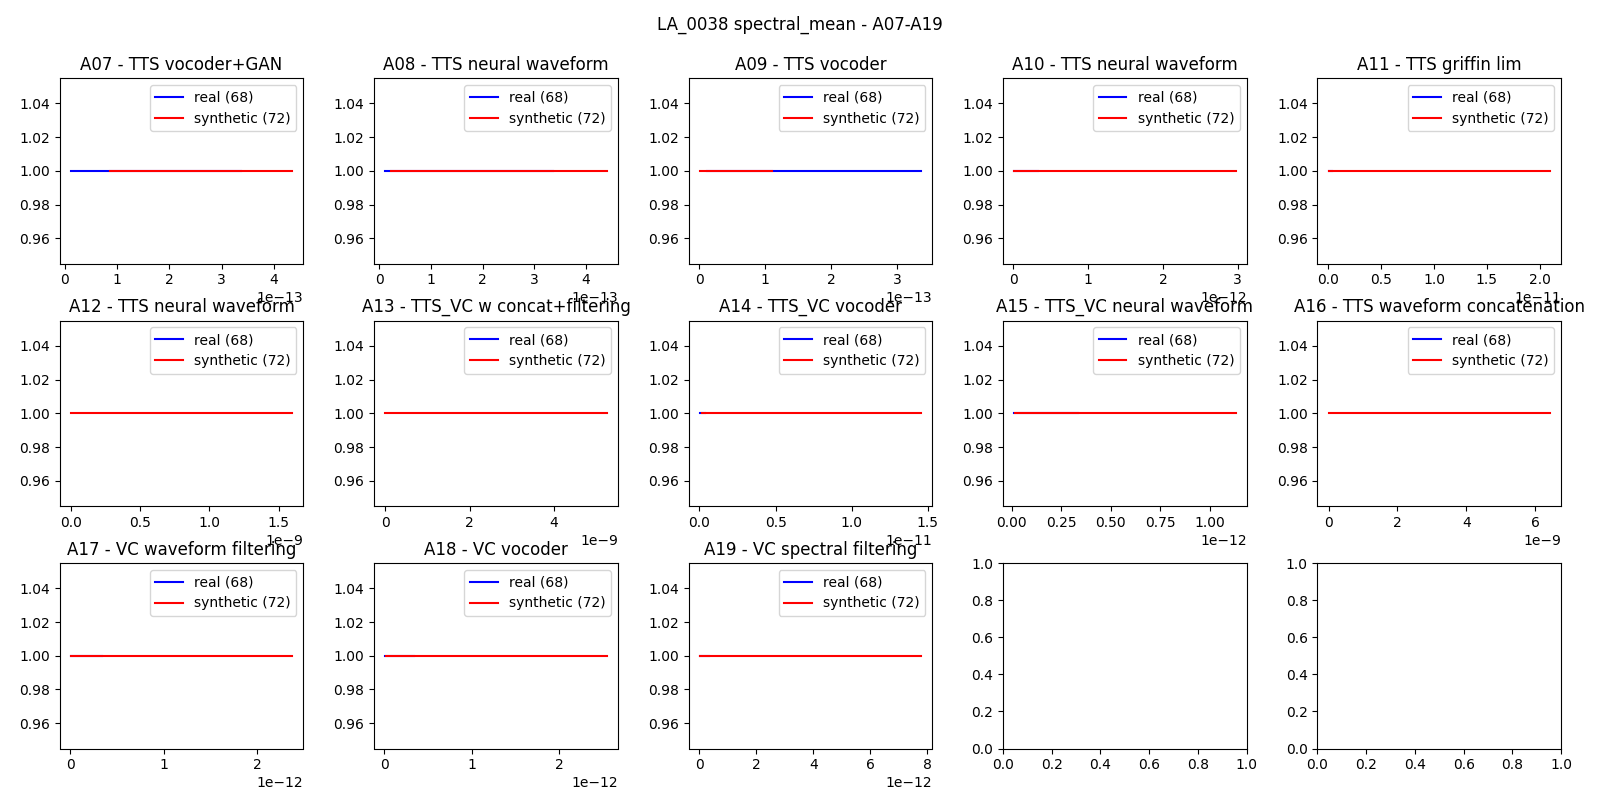 LA_0038 spectral_mean - A07-A19
A07 - TTS vocoder+GAN
1.04
1.02
1.00
0.98
0.96
real (68)
synthetic (72)
0 1 2 3 4
1e−13
A08 - TTS neural waveform
1.04
1.02
1.00
0.98
0.96
real (68)
synthetic (72)
0 1 2 3 4
1e−13
A09 - TTS vocoder
1.04
1.02
1.00
0.98
0.96
real (68)
synthetic (72)
0 1 2 3
1e−13
A10 - TTS neural waveform
1.04
1.02
1.00
0.98
0.96
real (68)
synthetic (72)
0 1 2 3
1e−12
A11 - TTS griffin lim
1.04
1.02
1.00
0.98
0.96
real (68)
synthetic (72)
0.0 0.5 1.0 1.5 2.0
1e−11
A12 - TTS neural waveform
1.04
1.02
1.00
0.98
0.96
real (68)
synthetic (72)
0.0 0.5 1.0 1.5
1e−9
A13 - TTS_VC w concat+filtering
1.04
1.02
1.00
0.98
0.96
real (68)
synthetic (72)
0 2 4
1e−9
A14 - TTS_VC vocoder
1.04
1.02
1.00
0.98
0.96
real (68)
synthetic (72)
0.0 0.5 1.0 1.5
1e−11
A15 - TTS_VC neural waveform
1.04
1.02
1.00
0.98
0.96
real (68)
synthetic (72)
0.00 0.25 0.50 0.75 1.00
1e−12
A16 - TTS waveform concatenation
1.04
1.02
1.00
0.98
0.96
real (68)
synthetic (72)
0 2 4 6
1e−9
A17 - VC waveform filtering
1.04
1.02
1.00
0.98
0.96
real (68)
synthetic (72)
0 1 2
1e−12
A18 - VC vocoder
1.04
1.02
1.00
0.98
0.96
real (68)
synthetic (72)
0 1 2
1e−12
A19 - VC spectral filtering
1.04
1.02
1.00
0.98
0.96
real (68)
synthetic (72)
0 2 4 6 8
1e−12
1.0
0.8
0.6
0.4
0.2
0.0
0.0 0.2 0.4 0.6 0.8 1.0
1.0
0.8
0.6
0.4
0.2
0.0
0.0 0.2 0.4 0.6 0.8 1.0